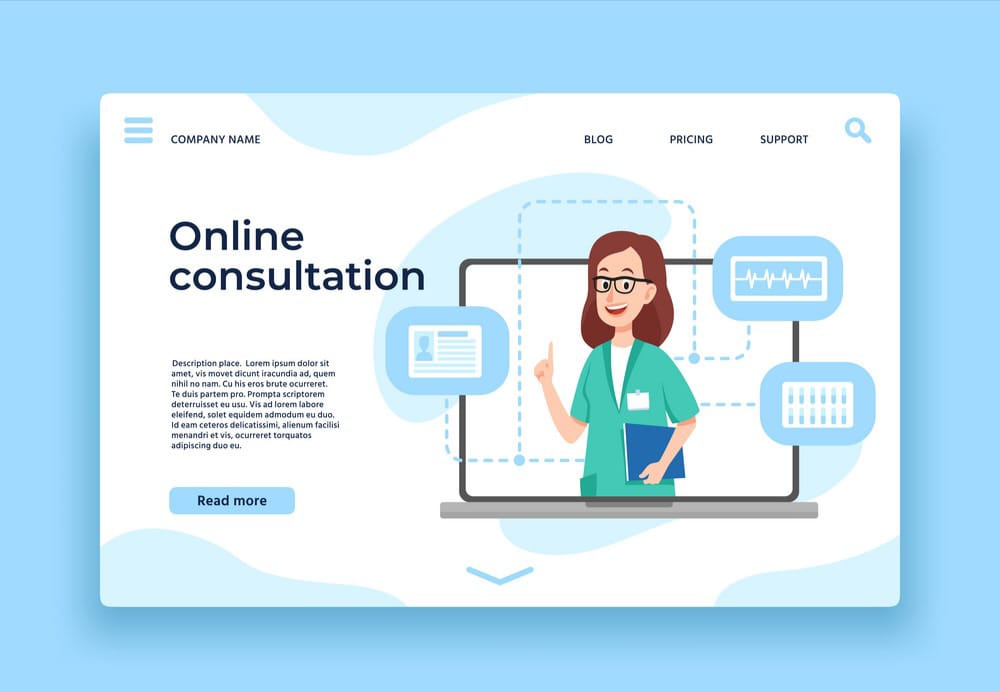 COMPANY NAME
BLOG
PRICING
SUPPORT
Online
consultation
Description place. Lorem ipsum dolor sit
amet, vis movet dicunt iracundia ad, quem
nihil no nam. Cu his eros brute ocurreret.
Te duis partem pro. Prompta scriptorem
deterruisset eu usu. Vis ad lorem labore
eleifend, solet equidem admodum eu duo.
Id eam ceteros delicatissimi, alienum facilisi
menandri et vis, ocurreret torquatos
adipiscing duo eu.
Read more